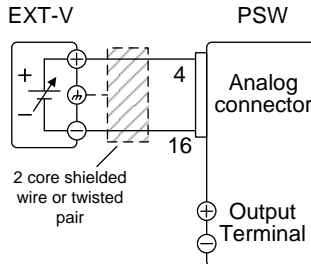 EXT-V
PSW
+
−
+
−
4
16
Analog
connector
2 core shielded
wire or twisted
pair
+
−
Output
Terminal